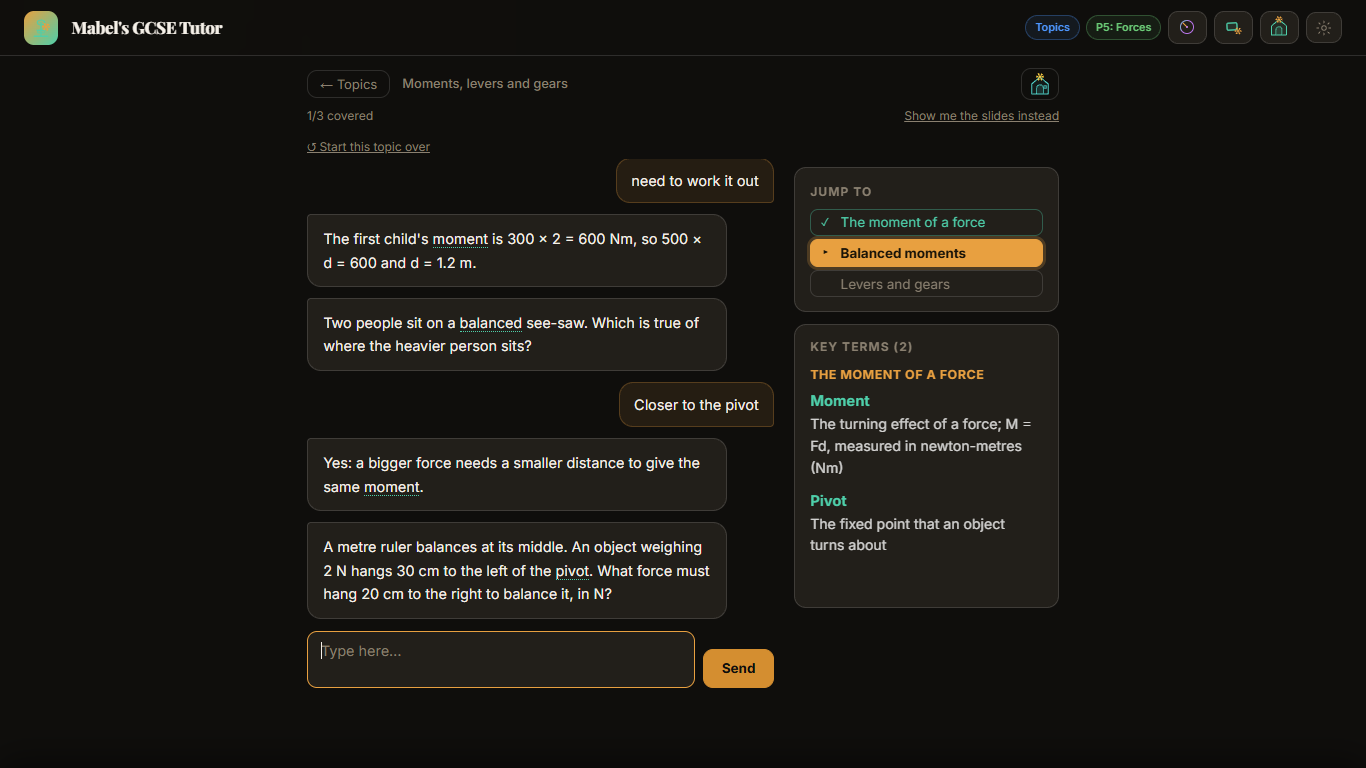 Mabel's GCSE Tutor
Topics
P5: Forces
← Topics
Moments, levers and gears
1/3 covered
Show me the slides instead
↺ Start this topic over
need to work it out
The first child's moment is 300 × 2 = 600 Nm, so 500 ×
d = 600 and d = 1.2 m.
Two people sit on a balanced see-saw. Which is true of
where the heavier person sits?
Closer to the pivot
Yes: a bigger force needs a smaller distance to give the
same moment.
A metre ruler balances at its middle. An object weighing
2 N hangs 30 cm to the left of the pivot. What force must
hang 20 cm to the right to balance it, in N?
Type here...
Send
JUMP TO
✓ The moment of a force
‣ Balanced moments
Levers and gears
KEY TERMS (2)
THE MOMENT OF A FORCE
Moment
The turning effect of a force; M =
Fd, measured in newton-metres
(Nm)
Pivot
The fixed point that an object
turns about